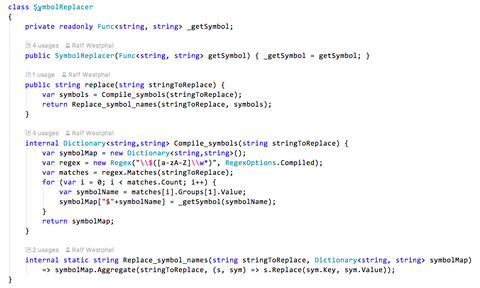 class SymbolReplacer
{
    private readonly Func<string, string> _getSymbol;
    4 usages   Ralf Westphal
    public SymbolReplacer(Func<string, string> getSymbol) { _getSymbol = getSymbol; }
    1 usage   Ralf Westphal
    public string replace(string stringToReplace) {
        var symbols = Compile_symbols(stringToReplace);
        return Replace_symbol_names(stringToReplace, symbols);
    }
    4 usages   Ralf Westphal
    internal Dictionary<string,string> Compile_symbols(string stringToReplace) {
        var symbolMap = new Dictionary<string,string>();
        var regex = new Regex("\\$([a-zA-Z]\\w*)", RegexOptions.Compiled);
        var matches = regex.Matches(stringToReplace);
        for (var i = 0; i < matches.Count; i++) {
            var symbolName = matches[i].Groups[1].Value;
            symbolMap["$"+symbolName] = _getSymbol(symbolName);
        }
        return symbolMap;
    }
    2 usages   Ralf Westphal
    internal static string Replace_symbol_names(string stringToReplace, Dictionary<string, string> symbolMap)
        => symbolMap.Aggregate(stringToReplace, (s, sym) => s.Replace(sym.Key, sym.Value));
}